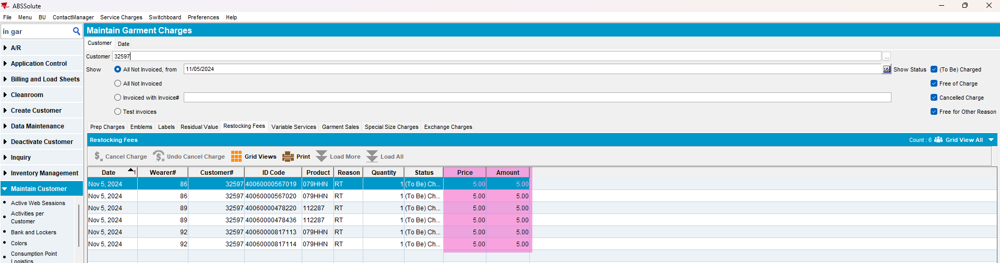 ABSSolute
File Menu BU ContactManager Service Charges Switchboard Preferences Help
in gar
A/R
Application Control
Billing and Load Sheets
Cleanroom
Create Customer
Data Maintenance
Deactivate Customer
Inquiry
Inventory Management
Maintain Customer
Active Web Sessions
Activities per
Customer
Bank and Lockers
Colors
Consumption Point
Logistics
Maintain Garment Charges
Customer Date
Customer 32597 ...
Show All Not Invoiced, from 11/05/2024 16 Show Status (To Be) Charged
All Not Invoiced Free of Charge
Invoiced with Invoice# Cancelled Charge
Test invoices Free for Other Reason
Prep Charges Emblems Labels Residual Value Restocking Fees Variable Services Garment Sales Special Size Charges Exchange Charges
Restocking Fees Count : 6 Grid View All
Cancel Charge Undo Cancel Charge Grid Views Print Load More Load All
Date 1 Wearer# Customer# ID Code Product Reason Quantity Status Price Amount
Nov 5, 2024 86 32597 40060000567019 079HHN RT 1 (To Be) Ch... 5.00 5.00
Nov 5, 2024 86 32597 40060000567020 079HHN RT 1 (To Be) Ch... 5.00 5.00
Nov 5, 2024 89 32597 40060000478220 112287 RT 1 (To Be) Ch... 5.00 5.00
Nov 5, 2024 89 32597 40060000478436 112287 RT 1 (To Be) Ch... 5.00 5.00
Nov 5, 2024 92 32597 40060000817113 079HHN RT 1 (To Be) Ch... 5.00 5.00
Nov 5, 2024 92 32597 40060000817114 079HHN RT 1 (To Be) Ch... 5.00 5.00